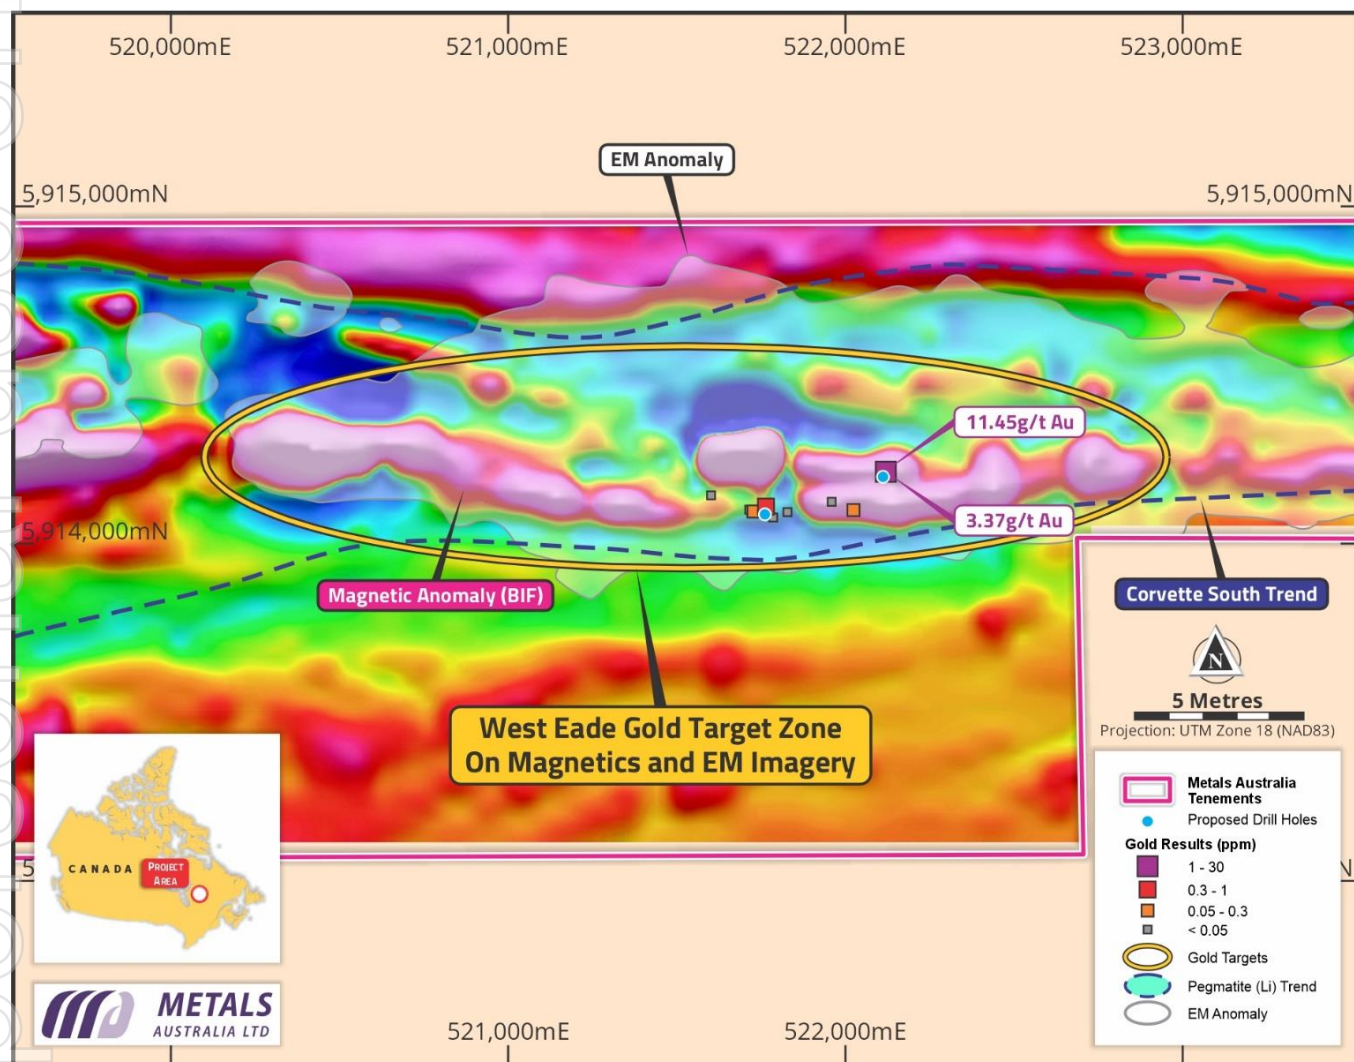 520,000mE
521,000mE
522,000mE
523,000mE
EM Anomaly
5,915,000mN
5,915,000mN
11.45g/t Au
3.37g/t Au
5,914,000mN
Magnetic Anomaly (BIF)
Corvette South Trend
N
5 Metres
Projection: UTM Zone 18 (NAD83)
West Eade Gold Target Zone
On Magnetics and EM Imagery
Metals Australia
Tenements
Proposed Drill Holes
Gold Results (ppm)
1 - 30
0.3 - 1
0.05 - 0.3
< 0.05
Gold Targets
Pegmatite (Li) Trend
EM Anomaly
CANADA
PROJECT
AREA
METALS
AUSTRALIA LTD
521,000mE
522,000mE